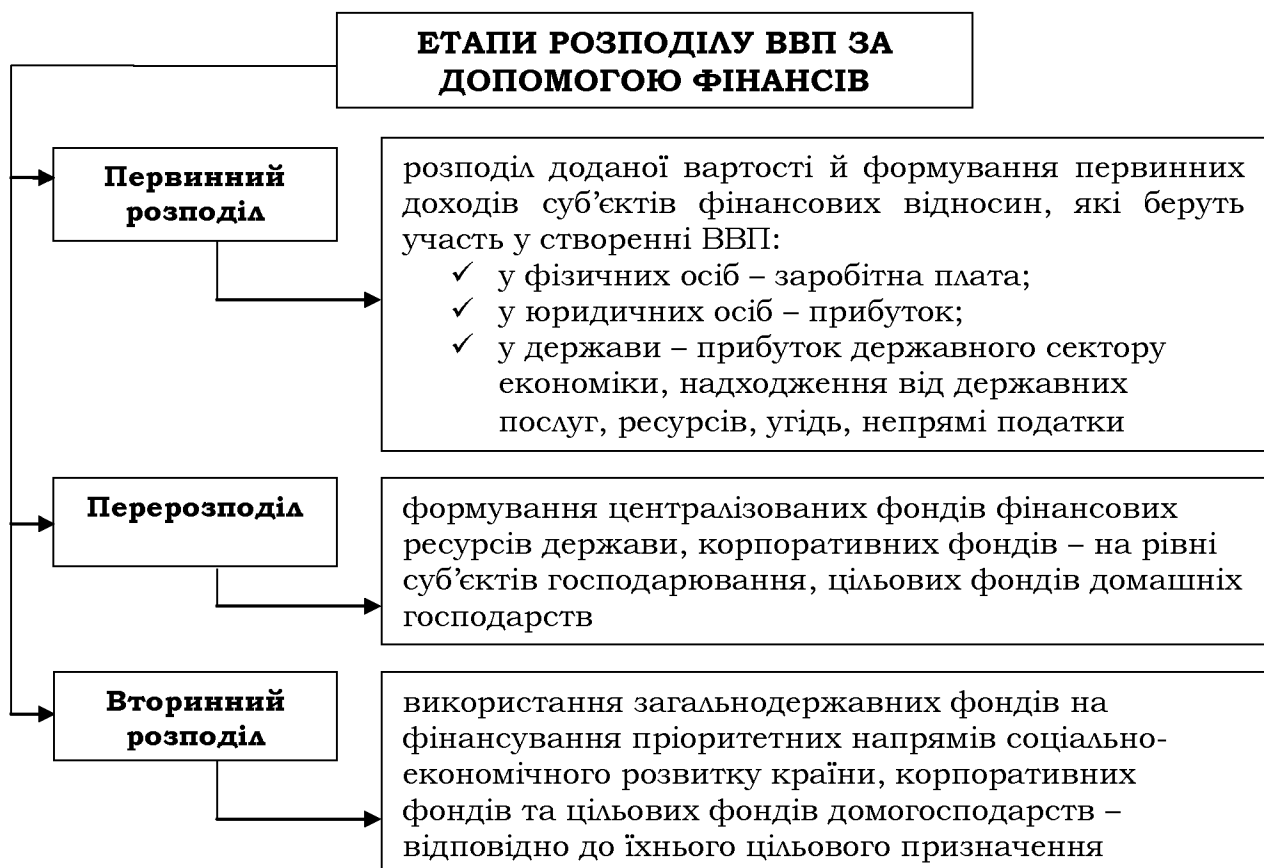 ЕТАПИ РОЗПОДІЛУ ВВП ЗА
ДОПОМОГОЮ ФІНАНСІВ
Первинний
розподіл
розподіл доданої вартості й формування первинних
доходів суб’єктів фінансових відносин, які беруть
участь у створенні ВВП:
✓ у фізичних осіб – заробітна плата;
✓ у юридичних осіб – прибуток;
✓ у держави – прибуток державного сектору
економіки, надходження від державних
послуг, ресурсів, угідь, непрямі податки
Перерозподіл
формування централізованих фондів фінансових
ресурсів держави, корпоративних фондів – на рівні
суб’єктів господарювання, цільових фондів домашніх
господарств
Вторинний
розподіл
використання загальнодержавних фондів на
фінансування пріоритетних напрямів соціально-
економічного розвитку країни, корпоративних
фондів та цільових фондів домогосподарств –
відповідно до їхнього цільового призначення